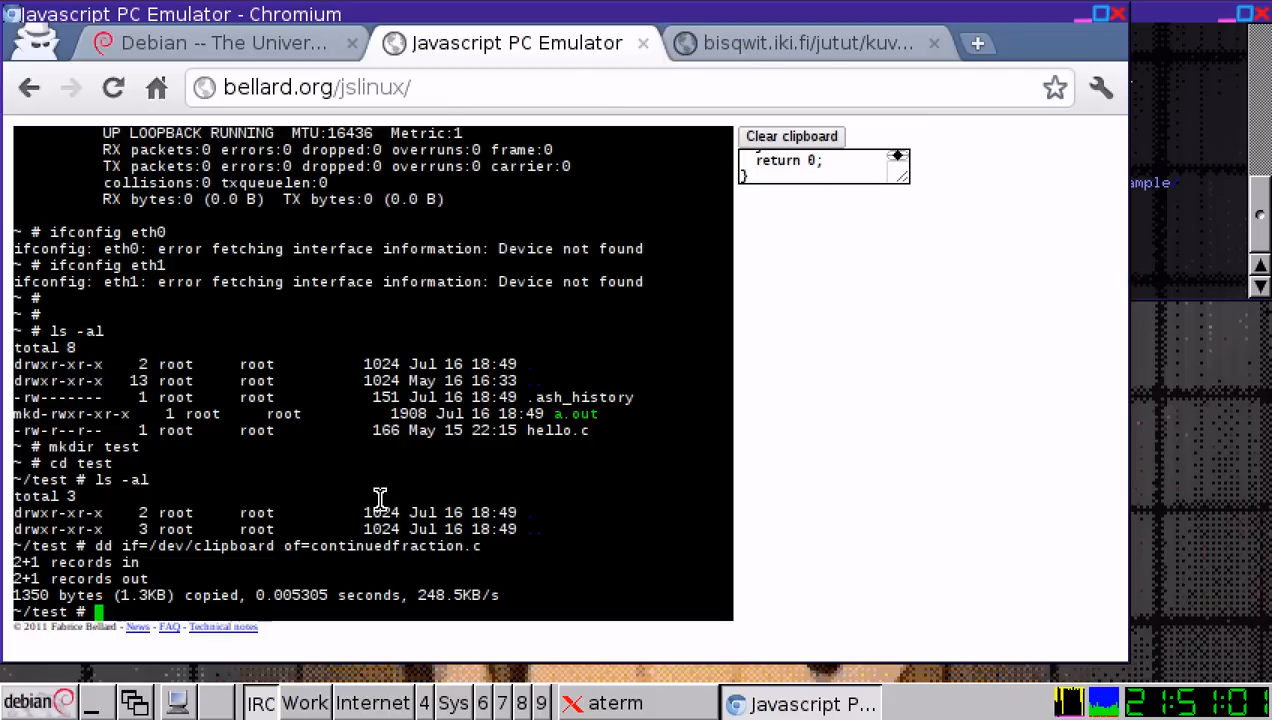 Javascript PC Emulator - Chromium
Debian -- The Univer...
Javascript PC Emulator
bisqwit.iki.fi/jutut/kuv...
bellard.org/jslinux/
UP LOOPBACK RUNNING  MTU:16436  Metric:1
RX packets:0 errors:0 dropped:0 overruns:0 frame:0
TX packets:0 errors:0 dropped:0 overruns:0 carrier:0
collisions:0 txqueuelen:0
RX bytes:0 (0.0 B)  TX bytes:0 (0.0 B)
~ # ifconfig eth0
ifconfig: eth0: error fetching interface information: Device not found
~ # ifconfig eth1
ifconfig: eth1: error fetching interface information: Device not found
~ #
~ #
~ # ls -al
total 8
drwxr-xr-x    2 root     root         1024 Jul 16 18:49 .
drwxr-xr-x   13 root     root         1024 May 16 16:33 ..
-rw-------    1 root     root          151 Jul 16 18:49 .ash_history
mkd-rwxr-xr-x    1 root     root         1908 Jul 16 18:49 a.out
-rw-r--r--    1 root     root          166 May 15 22:15 hello.c
~ # mkdir test
~ # cd test
~/test # ls -al
total 3
drwxr-xr-x    2 root     root         1024 Jul 16 18:49 .
drwxr-xr-x    3 root     root         1024 Jul 16 18:49 ..
~/test # dd if=/dev/clipboard of=continuedfraction.c
2+1 records in
2+1 records out
1350 bytes (1.3KB) copied, 0.005305 seconds, 248.5KB/s
~/test #
© 2011 Fabrice Bellard - News - FAQ - Technical notes
Clear clipboard
return 0;
}
ample
debian
IRC Work Internet 4 Sys 6 7 8 9
aterm
Javascript P...
21:51:01